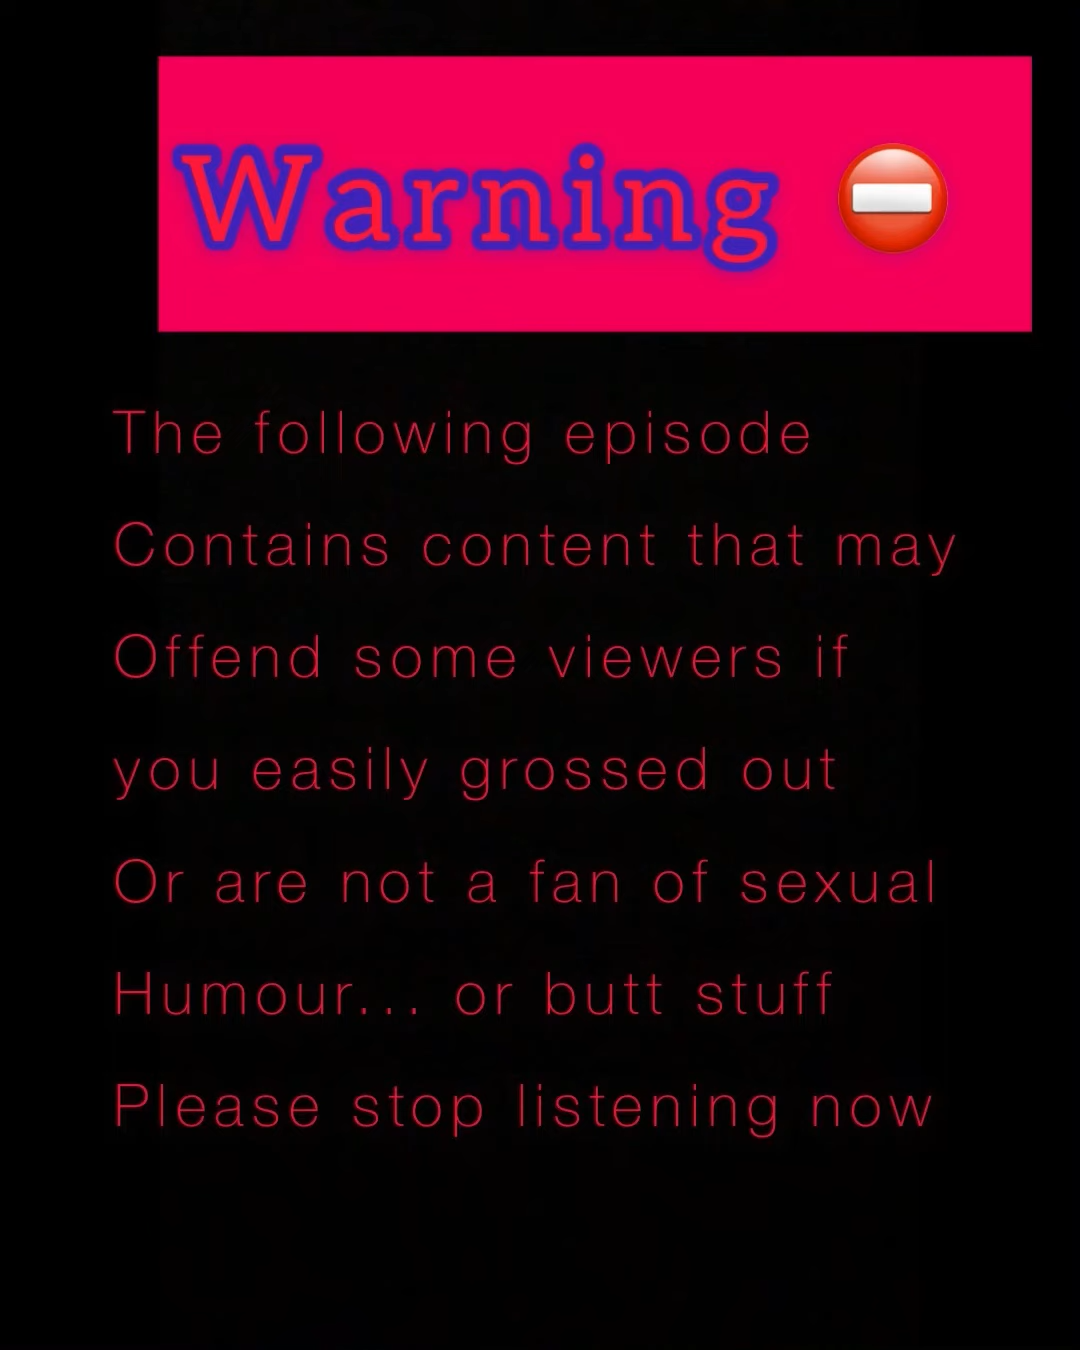 Warning ⛔
The following episode
Contains content that may
Offend some viewers if
you easily grossed out
Or are not a fan of sexual
Humour... or butt stuff
Please stop listening now